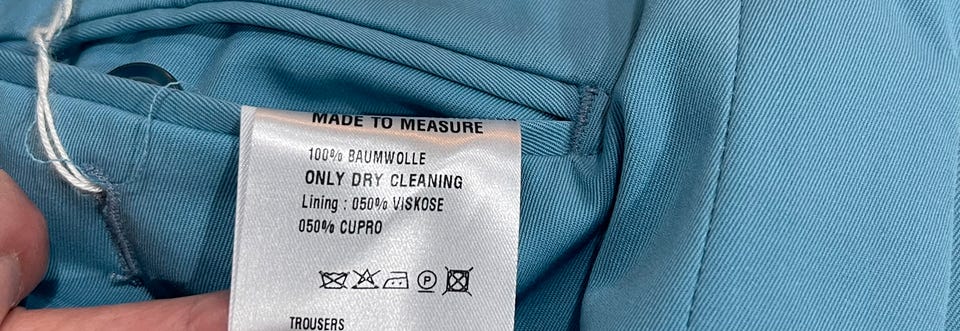 MADE TO MEASURE
100% BAUMWOLLE
ONLY DRY CLEANING
Lining : 050% VISKOSE
050% CUPRO
P
TROUSERS